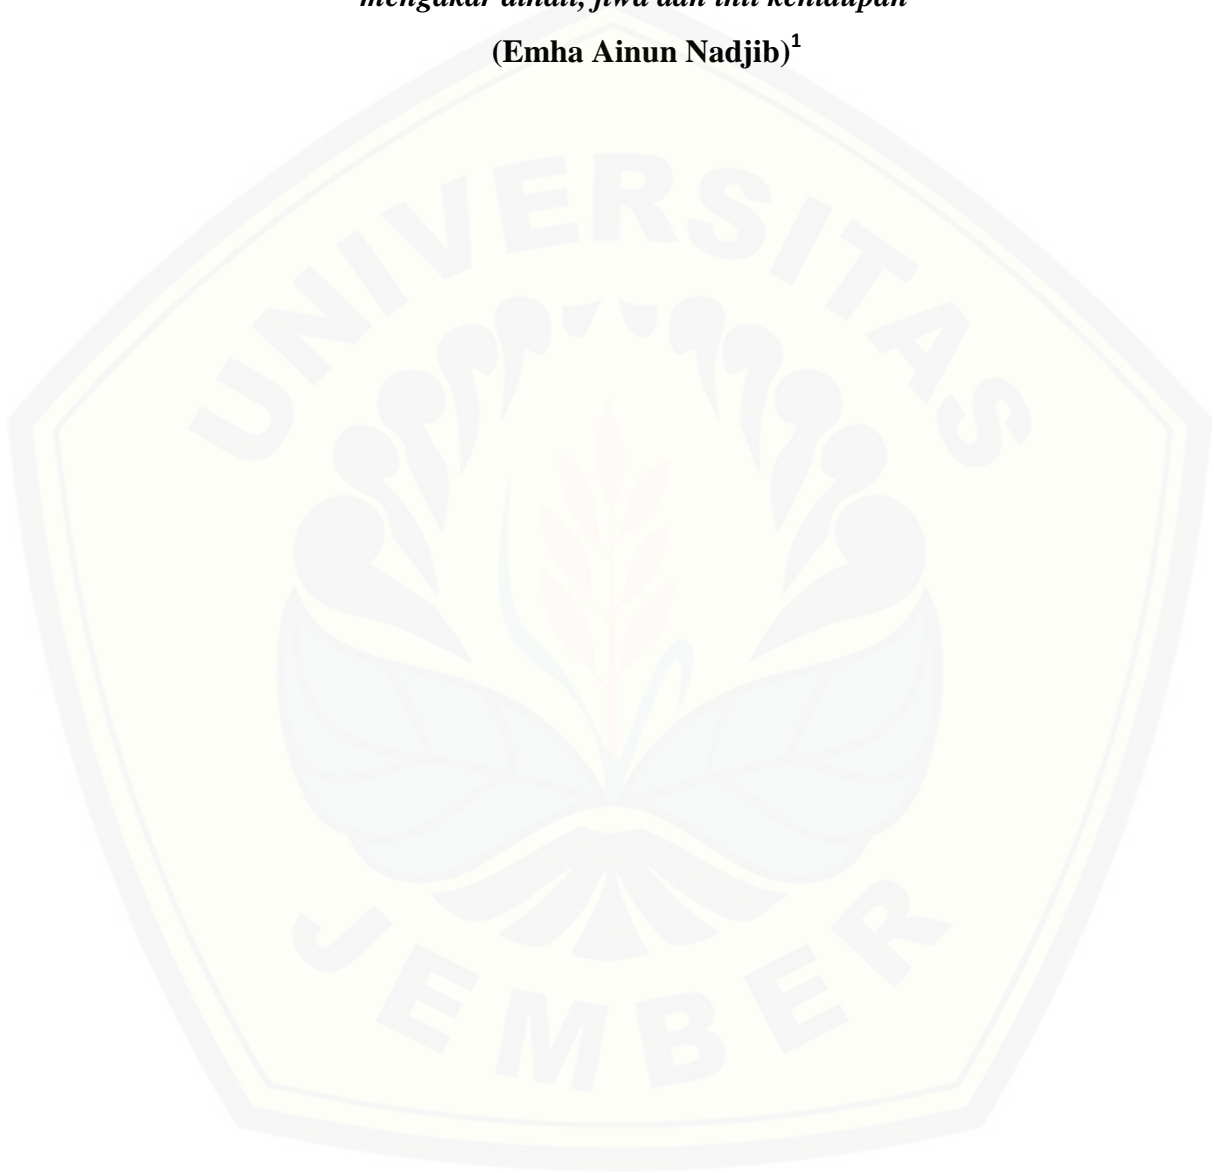 mengakar dihati, jiwa dan inti kehidupan
(Emha Ainun Nadjib)¹
UNIVERSITAS
JEMBER